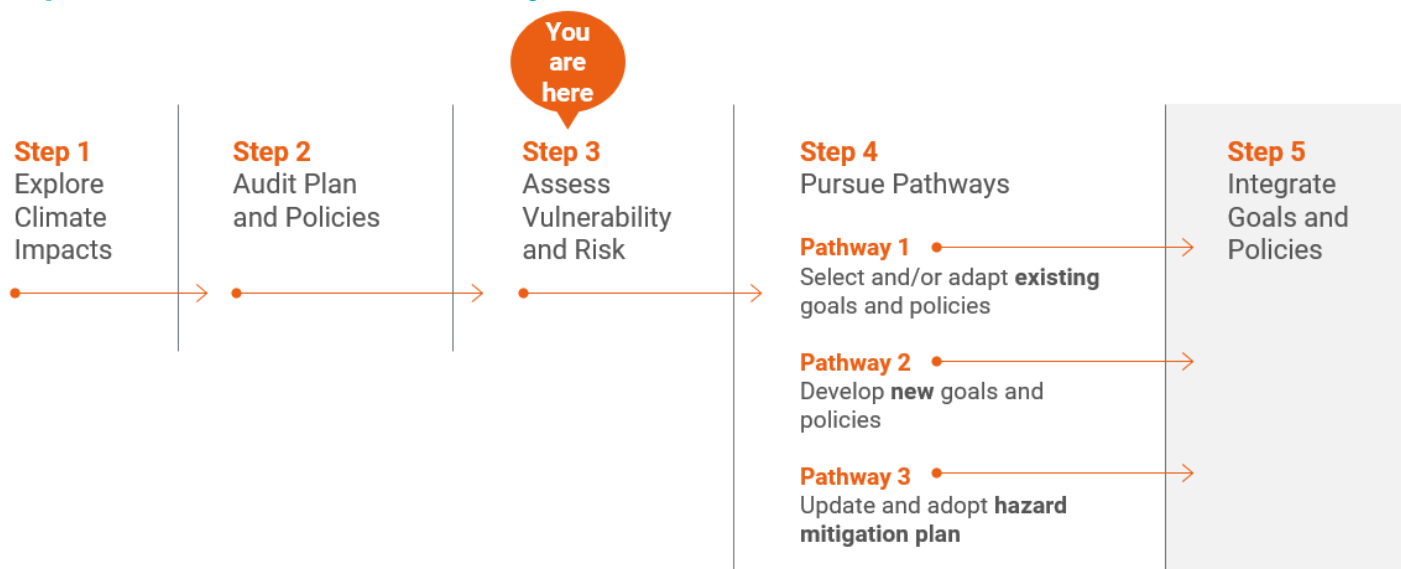 You
are
here
Step 1
Explore
Climate
Impacts
Step 2
Audit Plan
and Policies
Step 3
Assess
Vulnerability
and Risk
Step 4
Pursue Pathways
Pathway 1
Select and/or adapt existing
goals and policies
Pathway 2
Develop new goals and
policies
Pathway 3
Update and adopt hazard
mitigation plan
Step 5
Integrate
Goals and
Policies